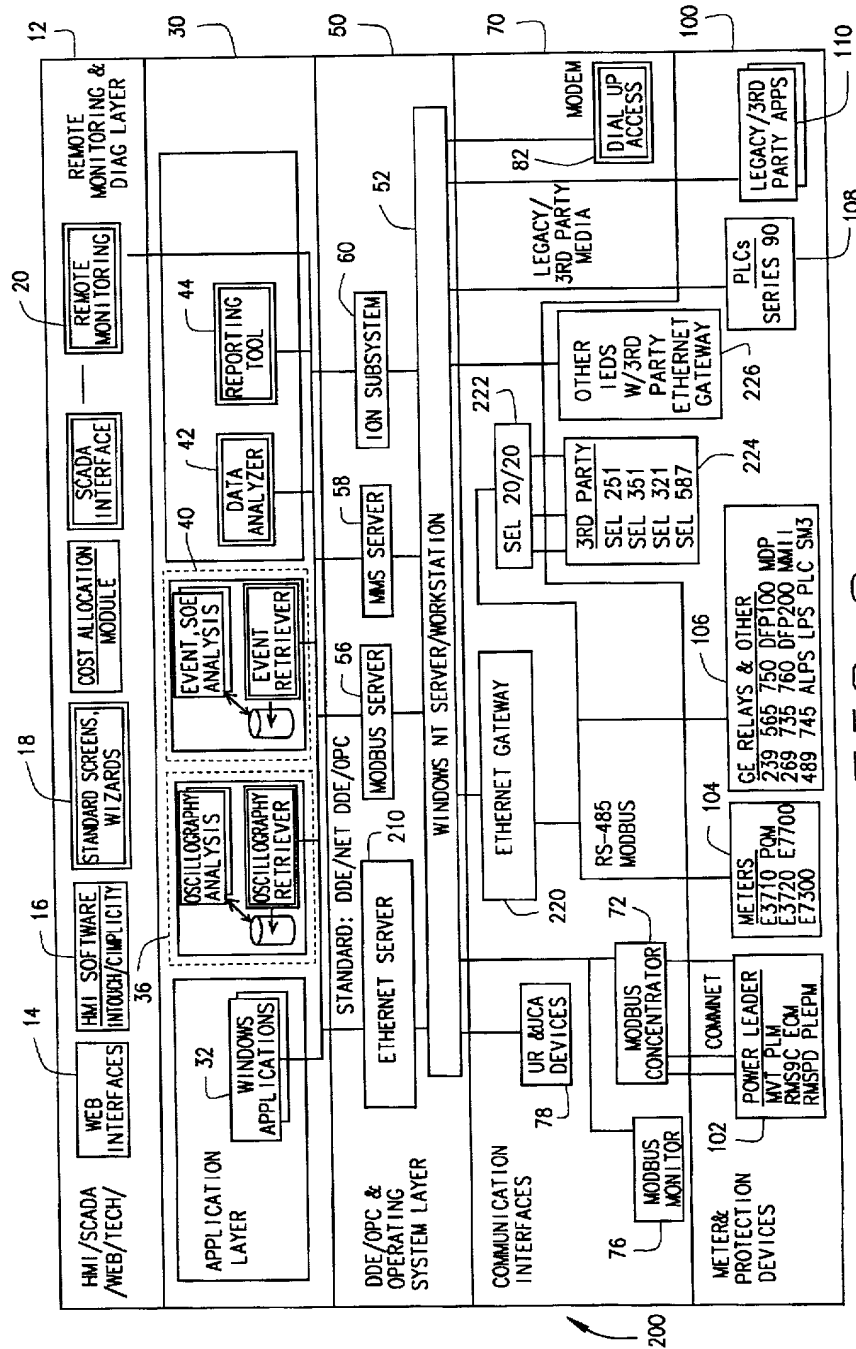 12
30
50
70
100
HMI/SCADA
/WEB/TECH/
WEB
INTERFACES
14
HMI SOFTWARE
INTOUCH/CIMPLICITY
16
STANDARD SCREENS,
WIZARDS
18
COST ALLOCATION
MODULE
SCADA
INTERFACE
REMOTE
MONITORING
20
REMOTE
MONITORING &
DIAG LAYER
APPLICATION
LAYER
WINDOWS
APPLICATIONS
32
36
OSCILLOGRAPHY
ANALYSIS
OSCILLOGRAPHY
RETRIEVER
EVENT, SOE
ANALYSIS
EVENT
RETRIEVER
40
DATA
ANALYZER
42
REPORTING
TOOL
44
DDE/OPC &
OPERATING
SYSTEM LAYER
STANDARD: DDE/NET DDE/OPC
ETHERNET SERVER
210
MODBUS SERVER
56
MMS SERVER
58
ION SUBSYSTEM
60
WINDOWS NT SERVER/WORKSTATION
52
COMMUNICATION
INTERFACES
MODBUS
MONITOR
76
UR &UCA
DEVICES
78
MODBUS
CONCENTRATOR
72
COMMNET
ETHERNET GATEWAY
220
RS-485
MODBUS
SEL 20/20
222
LEGACY/
3RD PARTY
MEDIA
MODEM
DIAL UP
ACCESS
82
METER&
PROTECTION
DEVICES
POWER LEADER
MVT PLM
RMS9C ECM
RMSPD PLEPM
102
METERS
E3710 PQM
E3720 E7700
E7300
104
GE RELAYS & OTHER
239 565 750 DFP100 MDP
269 735 760 DFP200 MMII
489 745 ALPS LPS PLC SM3
106
3RD PARTY
SEL 251
SEL 351
SEL 321
SEL 587
224
OTHER
IEDS
W/3RD
PARTY
ETHERNET
GATEWAY
226
PLCs
SERIES 90
108
LEGACY/3RD
PARTY APPS
110
200